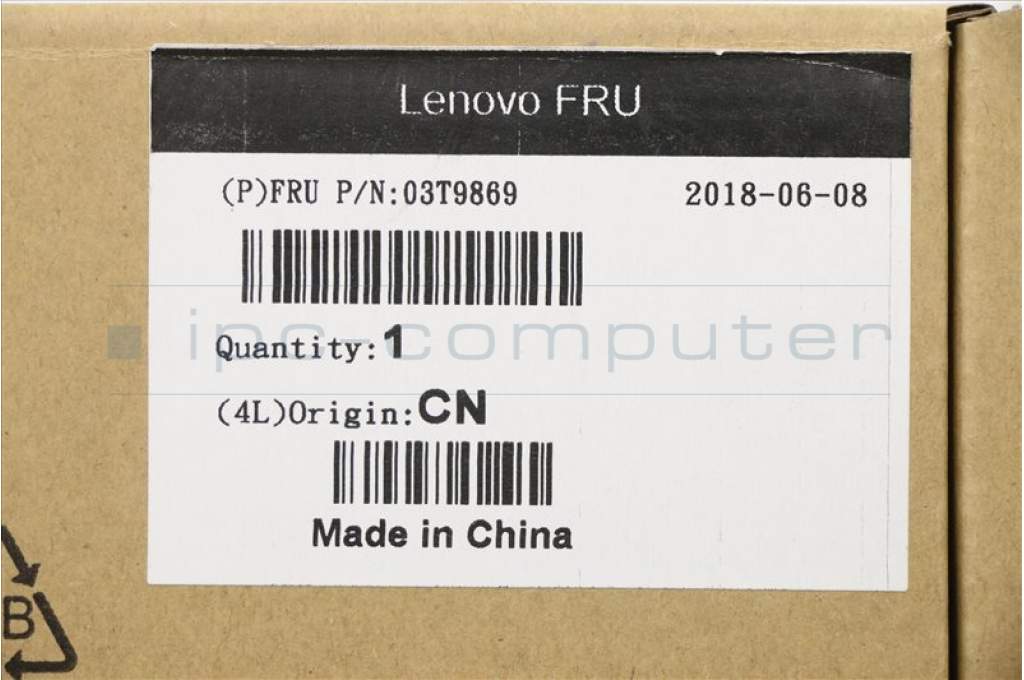 Lenovo FRU
(P)FRU P/N:03T9869 2018-06-08
ipc-computer
Quantity:1
(4L)Origin:CN
Made in China
B